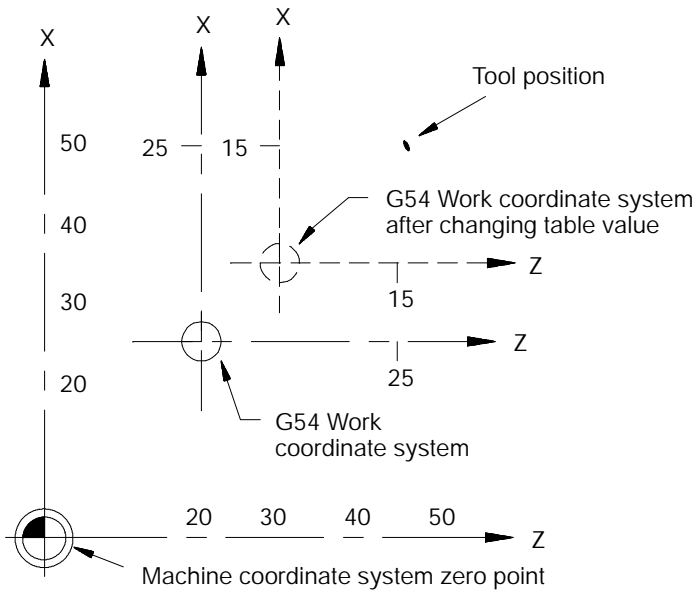 X
X
X
Tool position
50
25
15
G54 Work coordinate system
after changing table value
40
Z
15
30
Z
25
20
G54 Work
coordinate system
20
30
40
50
Z
Machine coordinate system zero point